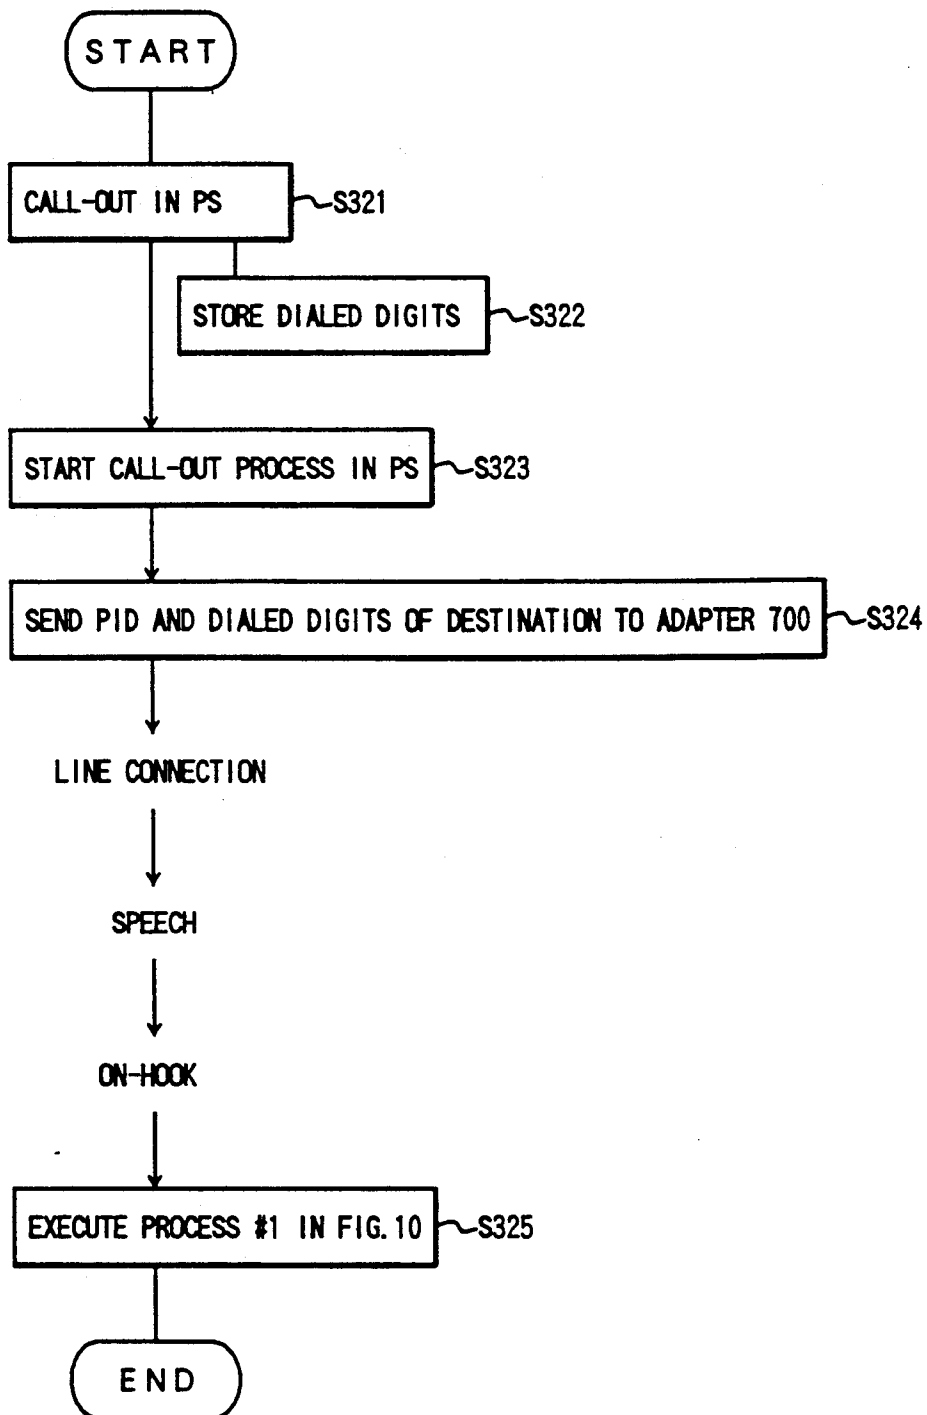 START
CALL-OUT IN PS
S321
STORE DIALED DIGITS
S322
START CALL-OUT PROCESS IN PS
S323
SEND PID AND DIALED DIGITS OF DESTINATION TO ADAPTER 700
S324
LINE CONNECTION
SPEECH
ON-HOOK
EXECUTE PROCESS #1 IN FIG.10
S325
END